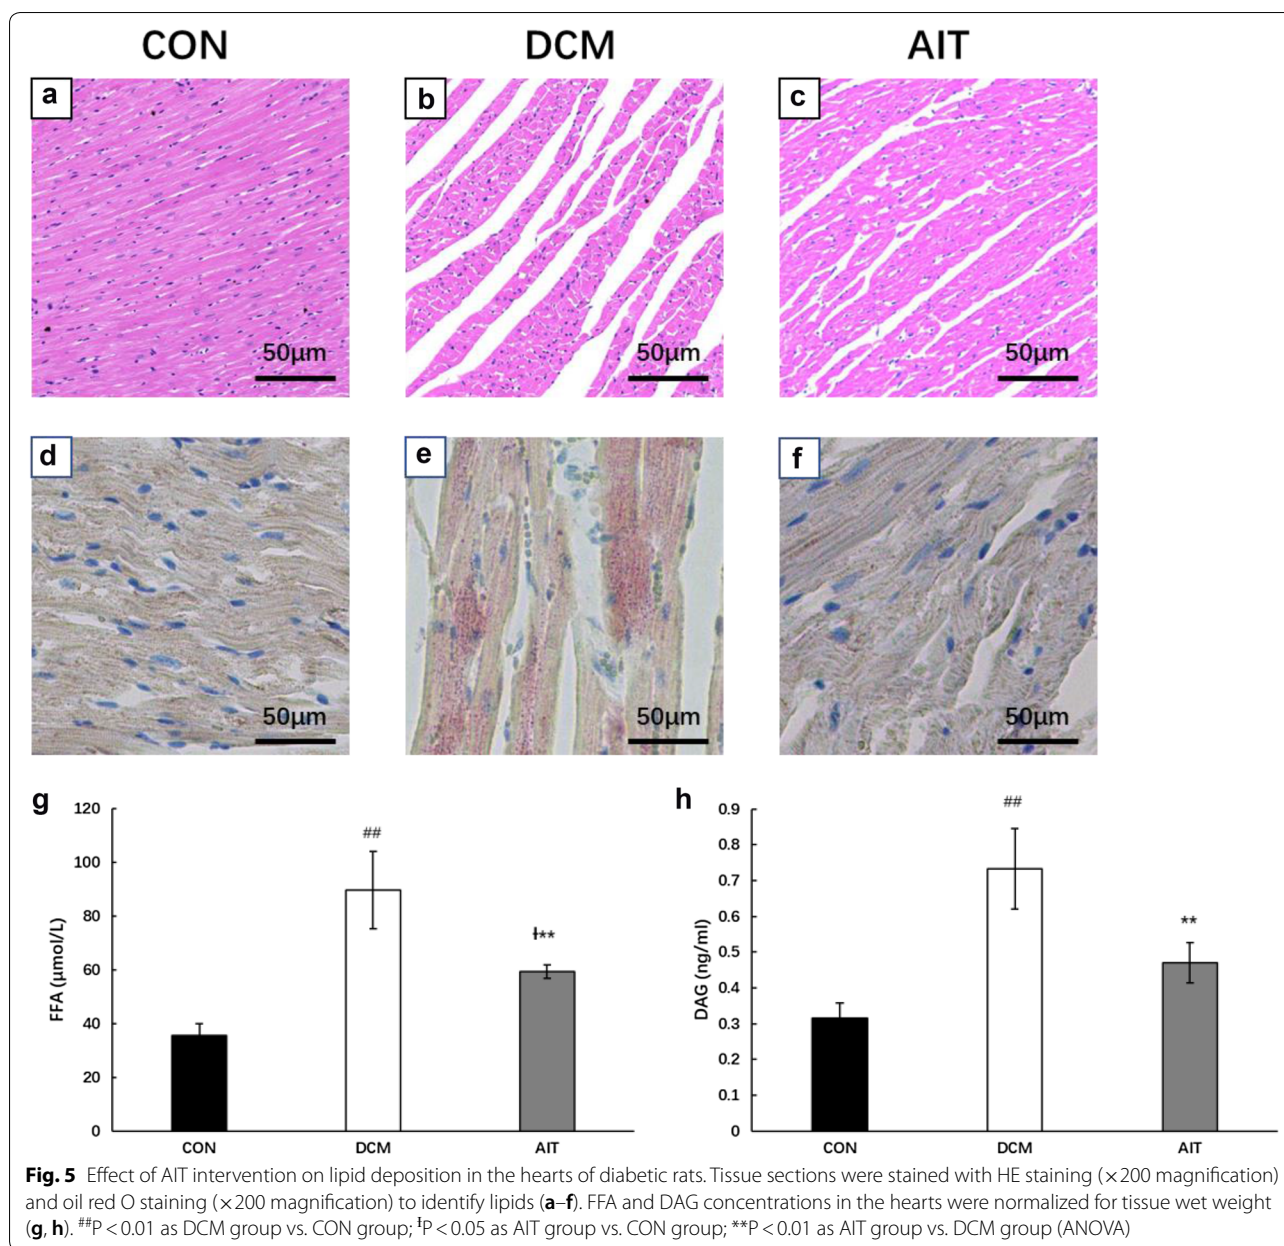 CON DCM AIT
a b c
50μm 50μm 50μm
d e f
50μm 50μm 50μm
g
120
100
80
60
40
20
0
FFA (μmol/L)
##
ƚ**
CON DCM AIT
h
0.9
0.8
0.7
0.6
0.5
0.4
0.3
0.2
0.1
0
DAG (ng/ml)
##
**
CON DCM AIT
Fig. 5 Effect of AIT intervention on lipid deposition in the hearts of diabetic rats. Tissue sections were stained with HE staining (×200 magnification)
and oil red O staining (×200 magnification) to identify lipids (a–f). FFA and DAG concentrations in the hearts were normalized for tissue wet weight
(g, h). ##P < 0.01 as DCM group vs. CON group; ƚP < 0.05 as AIT group vs. CON group; **P < 0.01 as AIT group vs. DCM group (ANOVA)